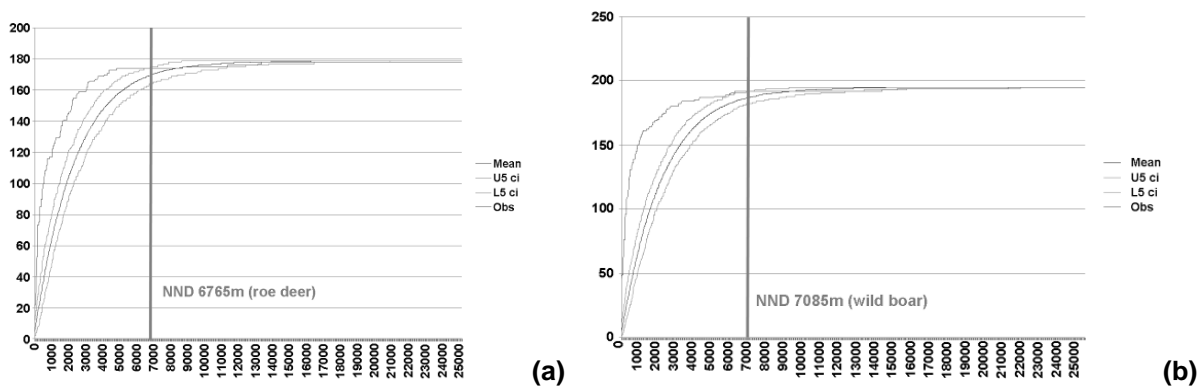 200
180
160
140
120
100
80
60
40
20
0
0 1000 2000 3000 4000 5000 6000 7000 8000 9000 10000 11000 12000 13000 14000 15000 16000 17000 18000 19000 20000 21000 22000 23000 24000 25000
NND 6765m (roe deer)
Mean
U5 ci
L5 ci
Obs
(a)
250
200
150
100
50
0
0 1000 2000 3000 4000 5000 6000 7000 8000 9000 10000 11000 12000 13000 14000 15000 16000 17000 18000 19000 20000 21000 22000 23000 24000 25000
NND 7085m (wild boar)
Mean
U5 ci
L5 ci
Obs
(b)